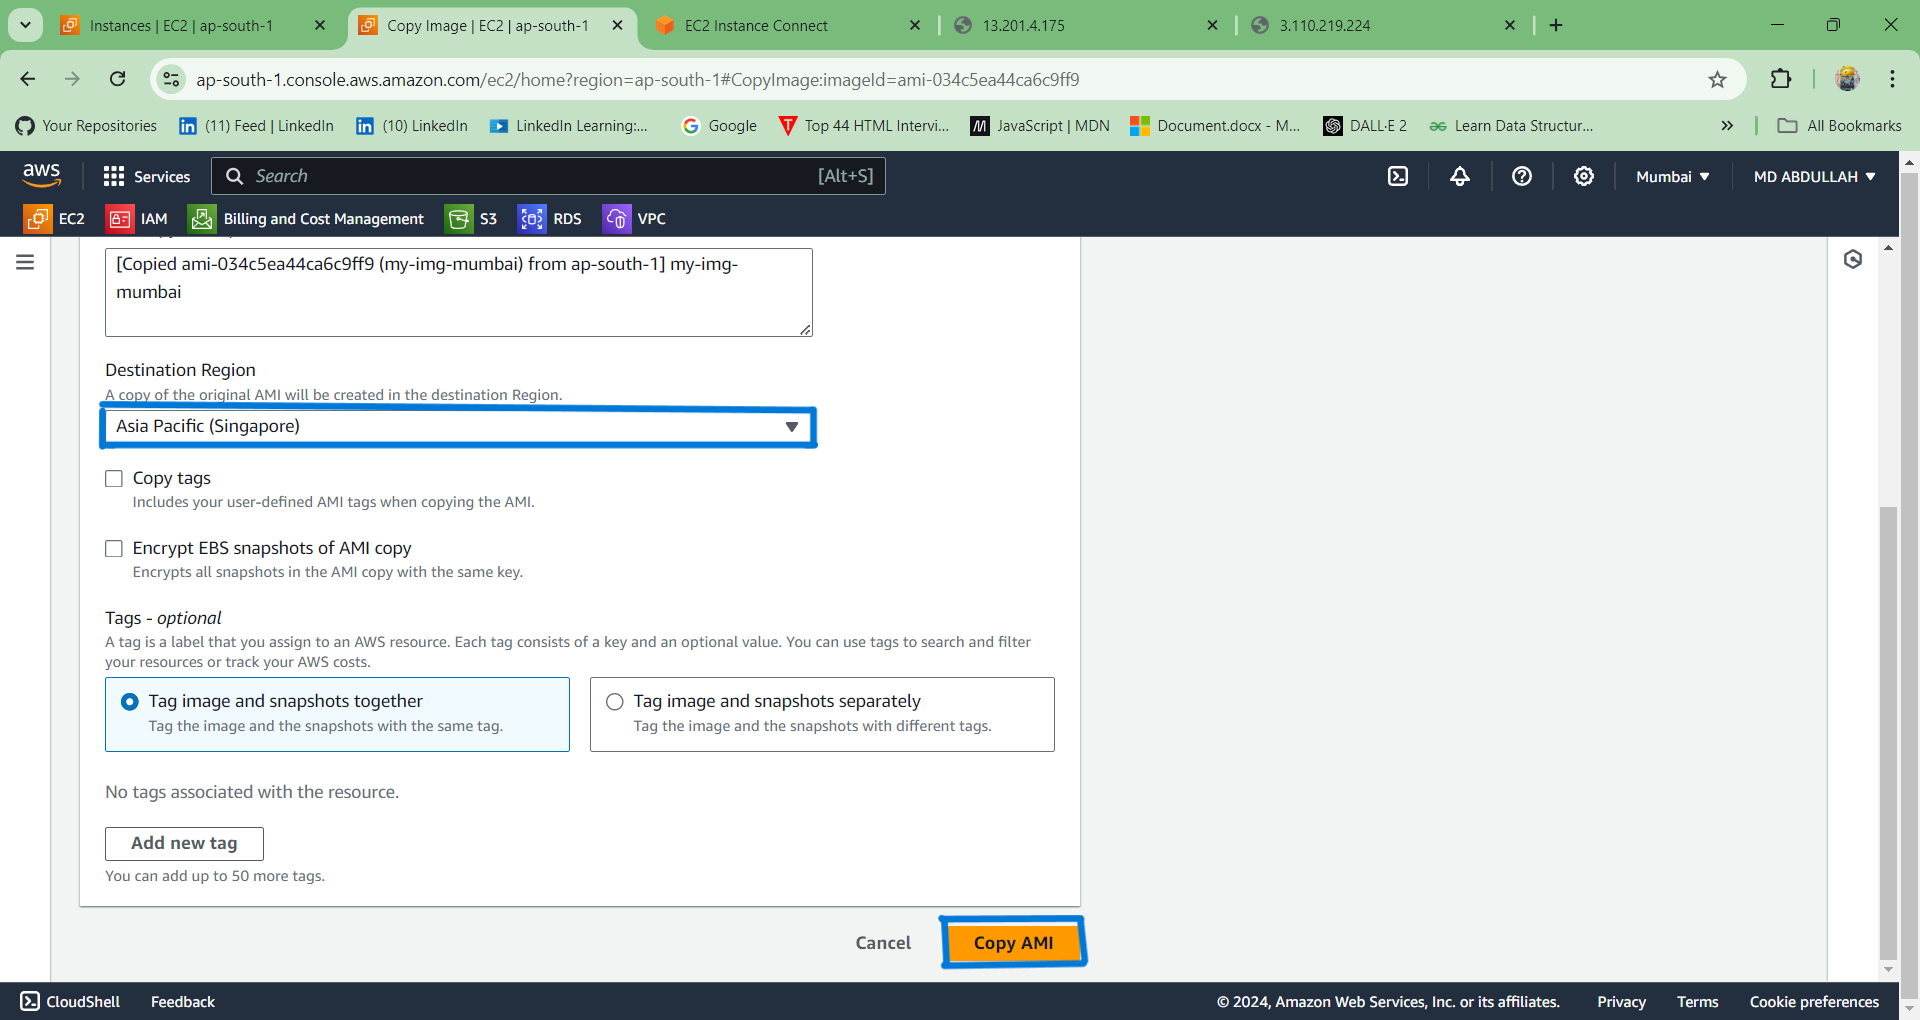 Instances | EC2 | ap-south-1
Copy Image | EC2 | ap-south-1
EC2 Instance Connect
13.201.4.175
3.110.219.224
ap-south-1.console.aws.amazon.com/ec2/home?region=ap-south-1#CopyImage:imageId=ami-034c5ea44ca6c9ff9
Your Repositories
(11) Feed | LinkedIn
(10) LinkedIn
LinkedIn Learning:...
Google
Top 44 HTML Intervi...
JavaScript | MDN
Document.docx - M...
DALL·E 2
Learn Data Structur...
All Bookmarks
aws
Services
Search
[Alt+S]
Mumbai
MD ABDULLAH
EC2
IAM
Billing and Cost Management
S3
RDS
VPC
[Copied ami-034c5ea44ca6c9ff9 (my-img-mumbai) from ap-south-1] my-img-
mumbai
Destination Region
A copy of the original AMI will be created in the destination Region.
Asia Pacific (Singapore)
Copy tags
Includes your user-defined AMI tags when copying the AMI.
Encrypt EBS snapshots of AMI copy
Encrypts all snapshots in the AMI copy with the same key.
Tags - optional
A tag is a label that you assign to an AWS resource. Each tag consists of a key and an optional value. You can use tags to search and filter
your resources or track your AWS costs.
Tag image and snapshots together
Tag the image and the snapshots with the same tag.
Tag image and snapshots separately
Tag the image and the snapshots with different tags.
No tags associated with the resource.
Add new tag
You can add up to 50 more tags.
Cancel
Copy AMI
CloudShell
Feedback
© 2024, Amazon Web Services, Inc. or its affiliates.
Privacy
Terms
Cookie preferences